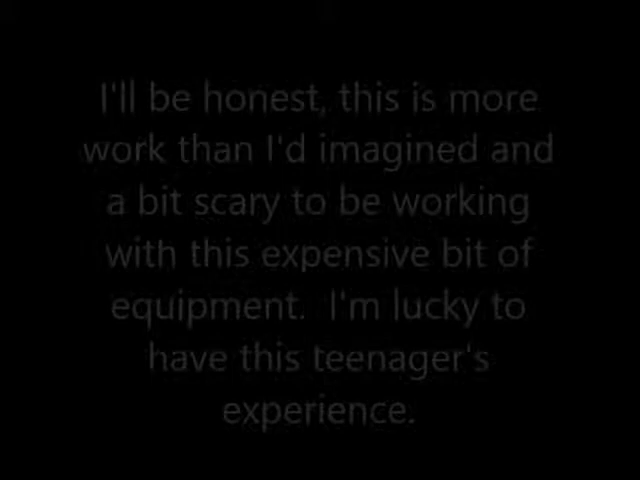 I'll be honest, this is more
work than I'd imagined and
a bit scary to be working
with this expensive bit of
equipment.  I'm lucky to
have this teenager's
experience.